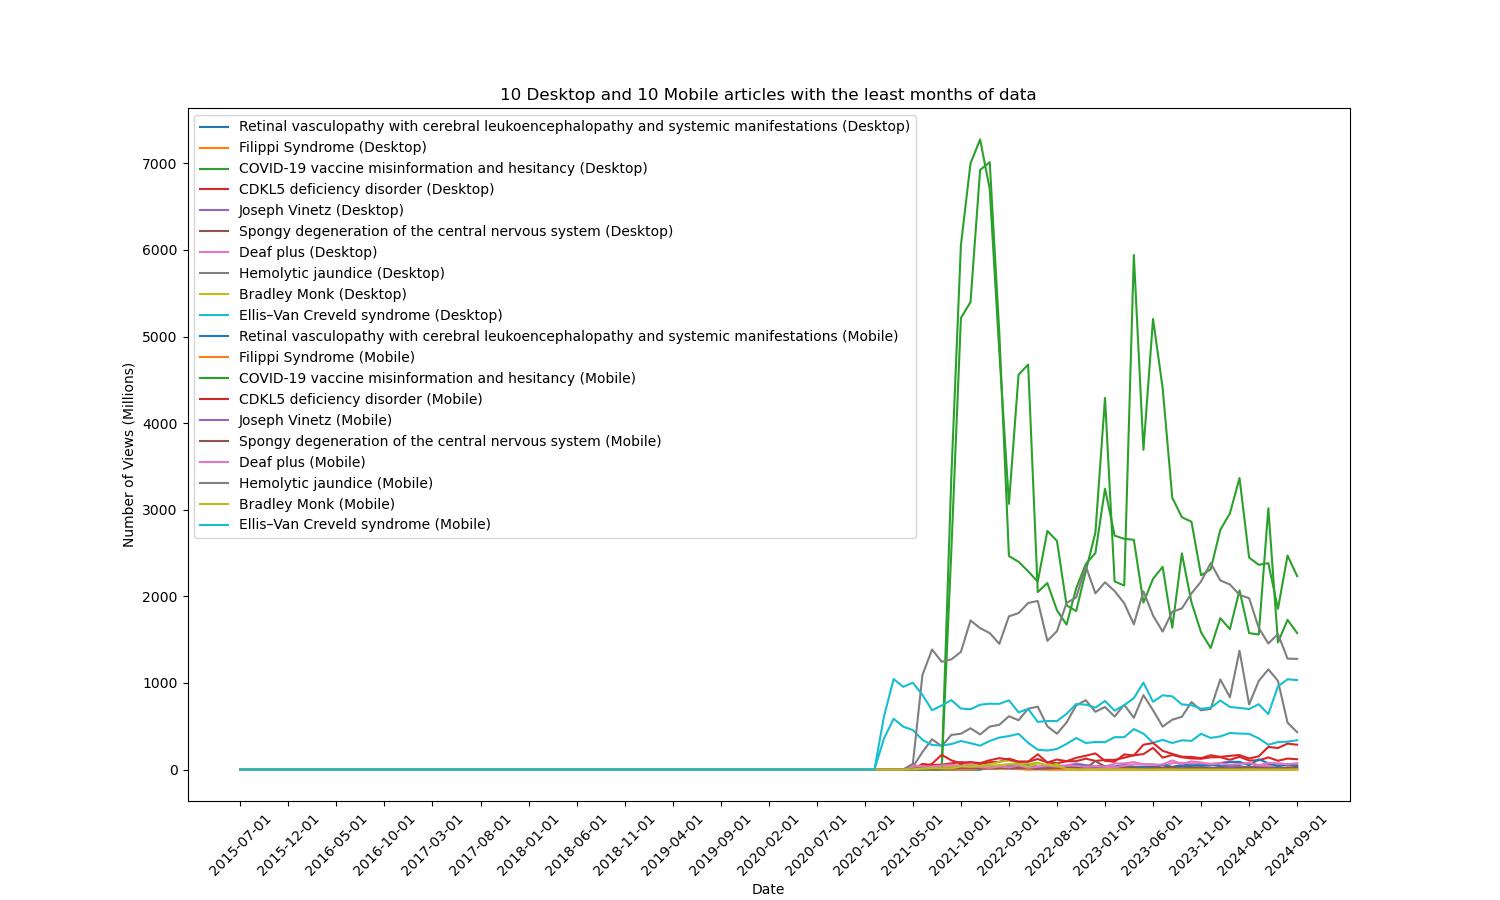 10 Desktop and 10 Mobile articles with the least months of data
Retinal vasculopathy with cerebral leukoencephalopathy and systemic manifestations (Desktop)
Filippi Syndrome (Desktop)
COVID-19 vaccine misinformation and hesitancy (Desktop)
CDKL5 deficiency disorder (Desktop)
Joseph Vinetz (Desktop)
Spongy degeneration of the central nervous system (Desktop)
Deaf plus (Desktop)
Hemolytic jaundice (Desktop)
Bradley Monk (Desktop)
Ellis–Van Creveld syndrome (Desktop)
Retinal vasculopathy with cerebral leukoencephalopathy and systemic manifestations (Mobile)
Filippi Syndrome (Mobile)
COVID-19 vaccine misinformation and hesitancy (Mobile)
CDKL5 deficiency disorder (Mobile)
Joseph Vinetz (Mobile)
Spongy degeneration of the central nervous system (Mobile)
Deaf plus (Mobile)
Hemolytic jaundice (Mobile)
Bradley Monk (Mobile)
Ellis–Van Creveld syndrome (Mobile)
Number of Views (Millions)
7000
6000
5000
4000
3000
2000
1000
0
2015-07-01
2015-12-01
2016-05-01
2016-10-01
2017-03-01
2017-08-01
2018-01-01
2018-06-01
2018-11-01
2019-04-01
2019-09-01
2020-02-01
2020-07-01
2020-12-01
2021-05-01
2021-10-01
2022-03-01
2022-08-01
2023-01-01
2023-06-01
2023-11-01
2024-04-01
2024-09-01
Date